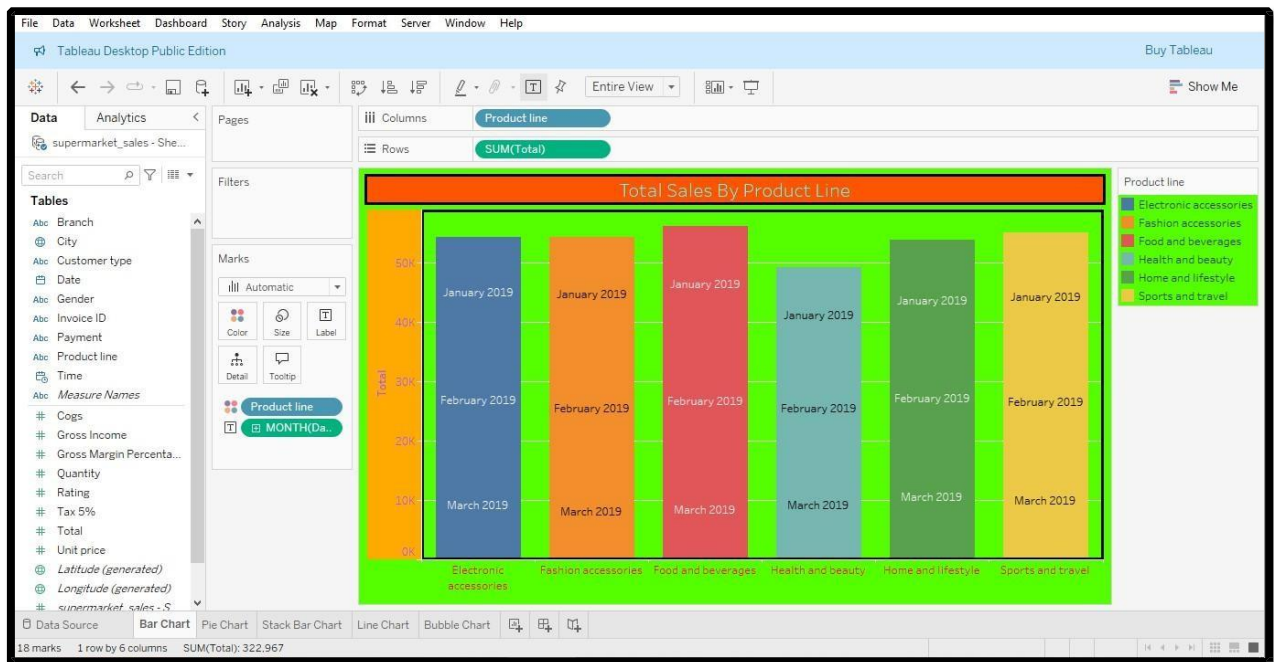 File Data Worksheet Dashboard Story Analysis Map Format Server Window Help
Tableau Desktop Public Edition
Buy Tableau
Entire View
Show Me
Data Analytics
supermarket_sales - She...
Search
Tables
Abc Branch
City
Abc Customer type
Date
Abc Gender
Abc Invoice ID
Abc Payment
Abc Product line
Time
Abc Measure Names
# Cogs
# Gross Income
# Gross Margin Percenta...
# Quantity
# Rating
# Tax 5%
# Total
# Unit price
Latitude (generated)
Longitude (generated)
# supermarket_sales - S...
Pages
Filters
Marks
Automatic
Color Size Label
Detail Tooltip
Product line
MONTH(Da..
Columns Product line
Rows SUM(Total)
Total Sales By Product Line
Total
50K
40K
30K
20K
10K
0K
January 2019 January 2019 January 2019 January 2019 January 2019 January 2019
February 2019 February 2019 February 2019 February 2019 February 2019 February 2019
March 2019 March 2019 March 2019 March 2019 March 2019 March 2019
Electronic accessories
Fashion accessories Food and beverages Health and beauty Home and lifestyle Sports and travel
Product line
Electronic accessories
Fashion accessories
Food and beverages
Health and beauty
Home and lifestyle
Sports and travel
Data Source Bar Chart Pie Chart Stack Bar Chart Line Chart Bubble Chart
18 marks 1 row by 6 columns SUM(Total): 322,967